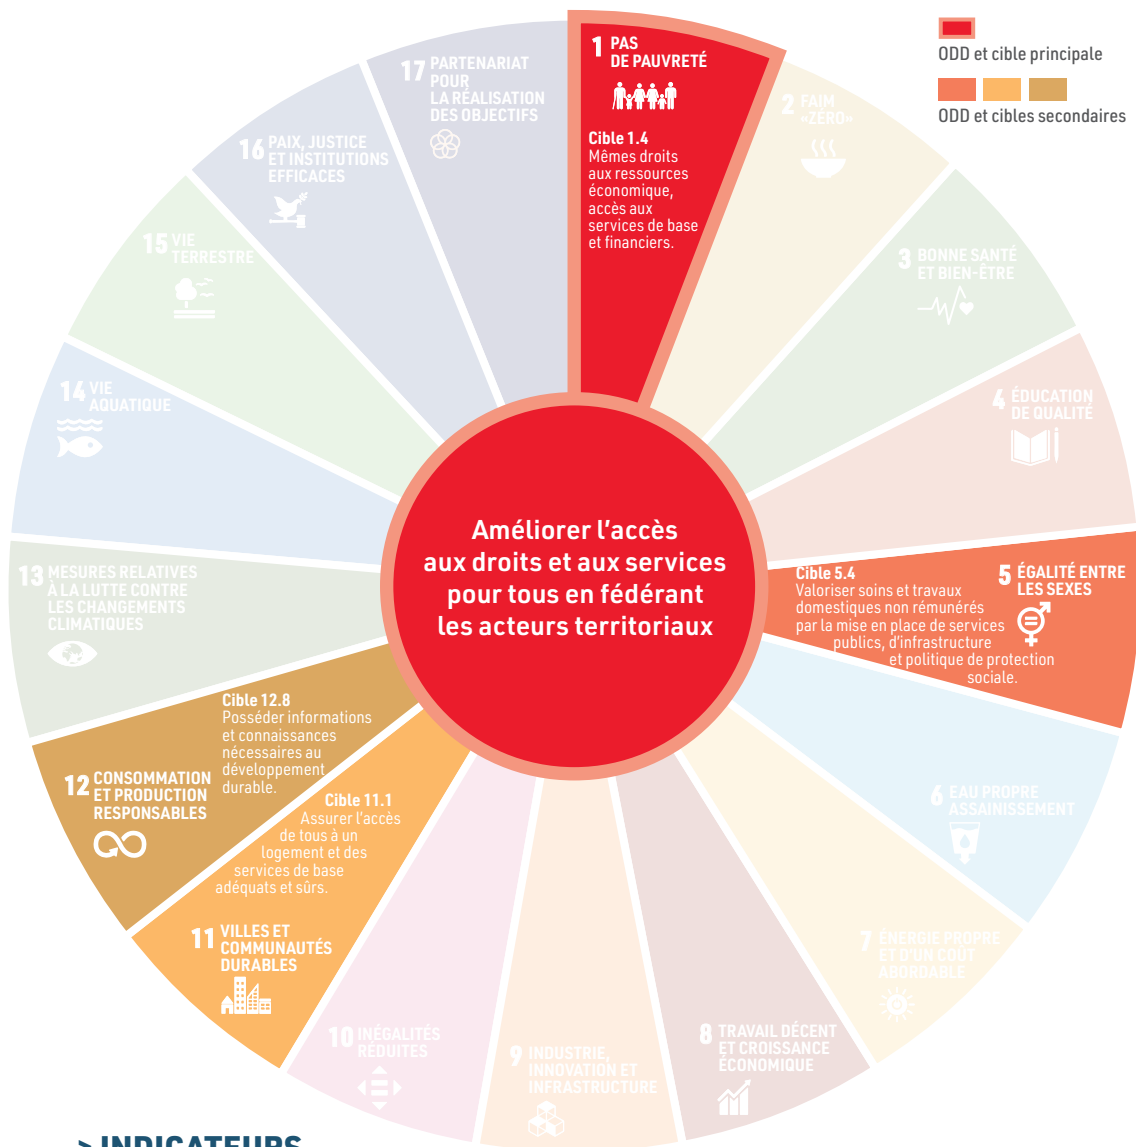 1 PAS
DE PAUVRETÉ
Cible 1.4
Mêmes droits
aux ressources
économique,
accès aux
services de base
et financiers.
2 FAIM
«ZÉRO»
3 BONNE SANTÉ
ET BIEN-ÊTRE
4 ÉDUCATION
DE QUALITÉ
5 ÉGALITÉ ENTRE
LES SEXES
Cible 5.4
Valoriser soins et travaux
domestiques non rémunérés
par la mise en place de services
publics, d'infrastructure
et politique de protection
sociale.
6 EAU PROPRE
ASSAINISSEMENT
7 ÉNERGIE PROPRE
ET D'UN COÛT
ABORDABLE
8 TRAVAIL DÉCENT
ET CROISSANCE
ÉCONOMIQUE
9 INDUSTRIE,
INNOVATION ET
INFRASTRUCTURE
10 INÉGALITÉS
RÉDUITES
Cible 11.1
Assurer l'accès
de tous à un
logement et des
services de base
adéquats et sûrs.
11 VILLES ET
COMMUNAUTÉS
DURABLES
Cible 12.8
Posséder informations
et connaissances
nécessaires au
développement
durable.
12 CONSOMMATION
ET PRODUCTION
RESPONSABLES
13 MESURES RELATIVES
À LA LUTTE CONTRE
LES CHANGEMENTS
CLIMATIQUES
14 VIE
AQUATIQUE
15 VIE
TERRESTRE
16 PAIX, JUSTICE
ET INSTITUTIONS
EFFICACES
17 PARTENARIAT
POUR
LA RÉALISATION
DES OBJECTIFS
Améliorer l'accès
aux droits et aux services
pour tous en fédérant
les acteurs territoriaux
ODD et cible principale
ODD et cibles secondaires
> INDICATEURS